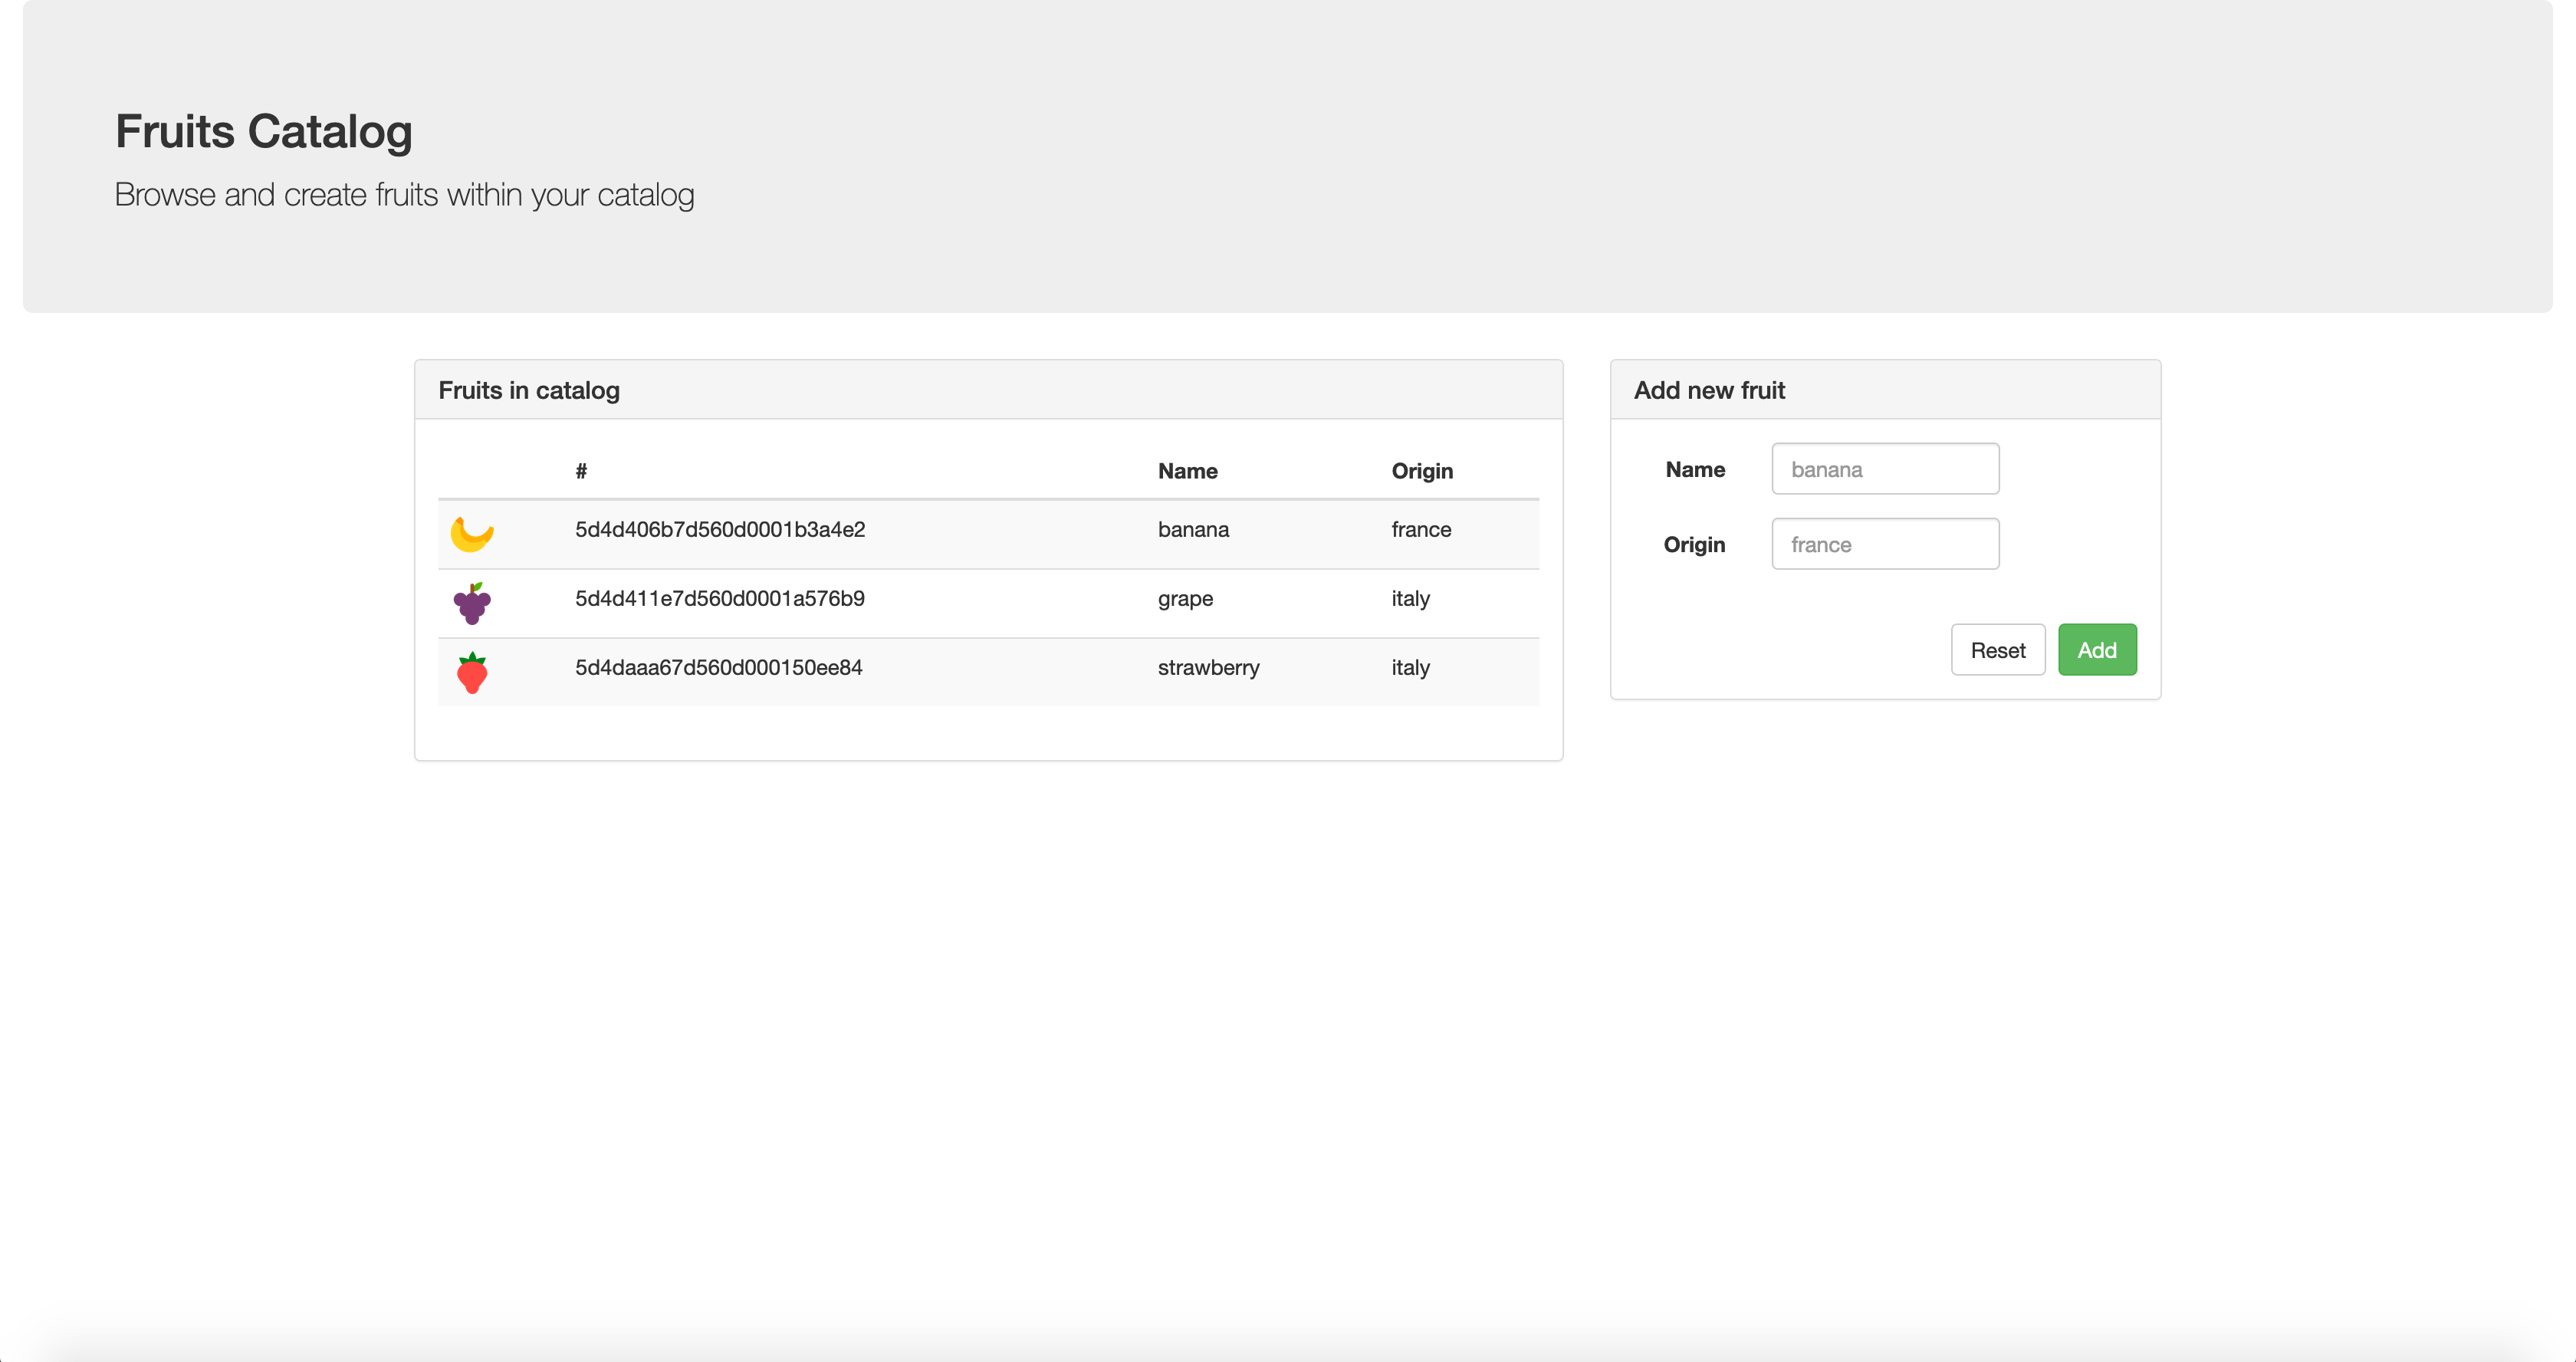 Fruits Catalog
Browse and create fruits within your catalog
Fruits in catalog
# Name Origin
5d4d406b7d560d0001b3a4e2 banana france
5d4d411e7d560d0001a576b9 grape italy
5d4daaa67d560d000150ee84 strawberry italy
Add new fruit
Name banana
Origin france
Reset Add